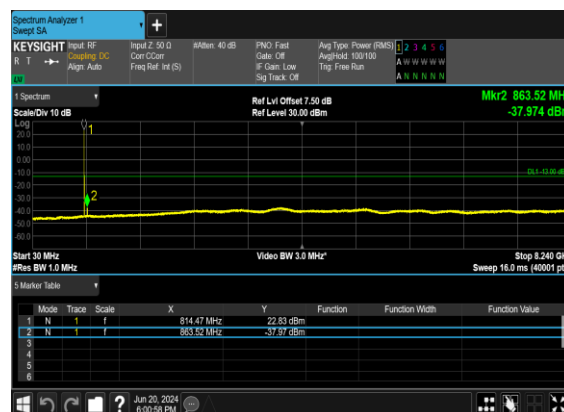 Spectrum Analyzer 1
Swept SA
+
KEYSIGHT Input: RF Input Z: 50 Ω #Atten: 40 dB PNO: Fast Avg Type: Power (RMS) 1 2 3 4 5 6
R T Coupling: DC Corr CCorr Gate: Off Avg|Hold: 100/100 A W W W W W
Align: Auto Freq Ref: Int (S) IF Gain: Low Trig: Free Run
Sig Track: Off A N N N N N
1 Spectrum Ref Lvl Offset 7.50 dB Mkr2 863.52 MH
Scale/Div 10 dB Ref Level 30.00 dBm -37.974 dB
Log
1
20.0
10.0
0.00
-10.0
DL1 -13.00 dB
-20.0
-30.0
2
-40.0
-50.0
-60.0
Start 30 MHz Video BW 3.0 MHz* Stop 8.240 G
#Res BW 1.0 MHz Sweep 16.0 ms (40001 pt
5 Marker Table
Mode Trace Scale X Y Function Function Width Function Value
1 N 1 f 814.47 MHz 22.83 dBm
2 N 1 f 863.52 MHz -37.97 dBm
3
4
5
6
? Jun 20, 2024
6:00:58 PM